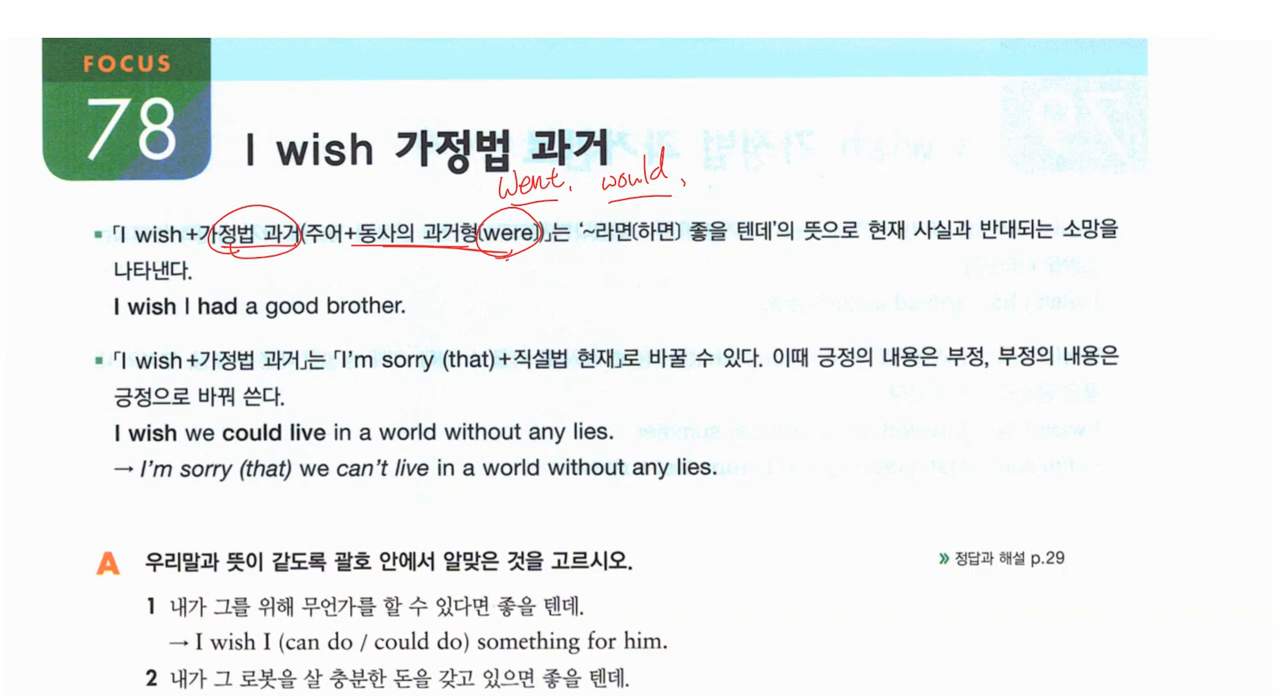 FOCUS
78
I wish 가정법 과거
went, would,
「I wish+가정법 과거(주어+동사의 과거형(were))」는 '~라면(하면) 좋을 텐데'의 뜻으로 현재 사실과 반대되는 소망을
나타낸다.
I wish I had a good brother.
「I wish+가정법 과거」는 「I'm sorry (that)+직설법 현재」로 바꿀 수 있다. 이때 긍정의 내용은 부정, 부정의 내용은
긍정으로 바꿔 쓴다.
I wish we could live in a world without any lies.
→ I'm sorry (that) we can't live in a world without any lies.
A 우리말과 뜻이 같도록 괄호 안에서 알맞은 것을 고르시오.
» 정답과 해설 p.29
1 내가 그를 위해 무언가를 할 수 있다면 좋을 텐데.
→ I wish I (can do / could do) something for him.
2 내가 그 로봇을 살 충분한 돈을 갖고 있으면 좋을 텐데.